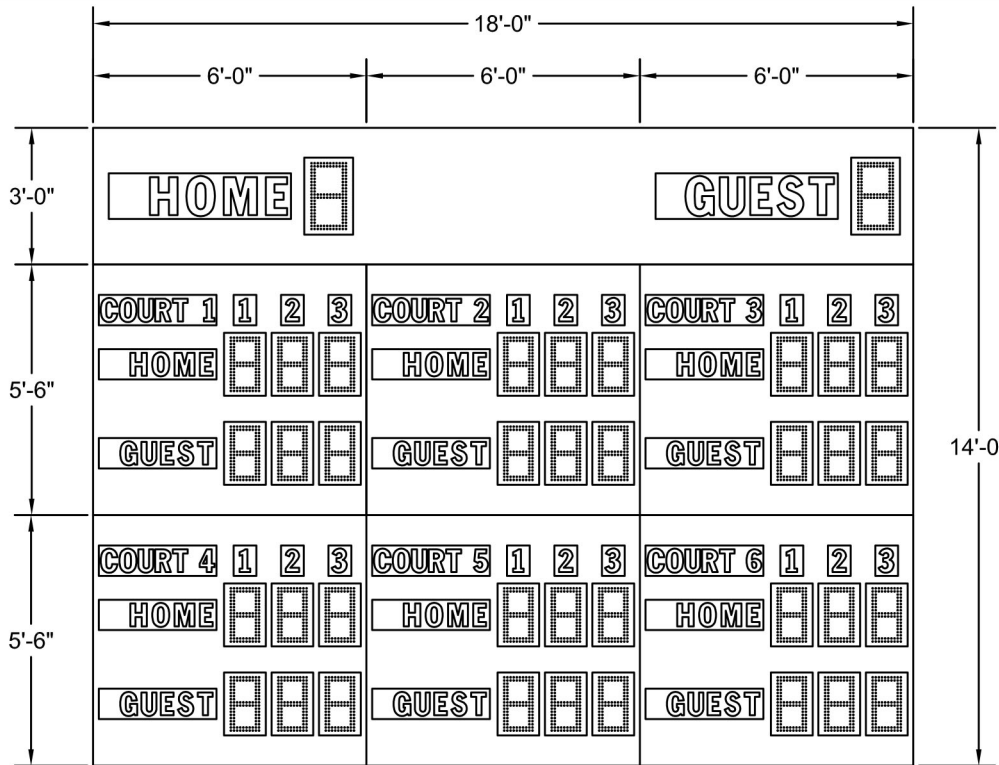 18'-0"
6'-0" 6'-0" 6'-0"
3'-0"
HOME GUEST
COURT 1 1 2 3 COURT 2 1 2 3 COURT 3 1 2 3
HOME HOME HOME
5'-6"
GUEST GUEST GUEST
14'-0
COURT 4 1 2 3 COURT 5 1 2 3 COURT 6 1 2 3
HOME HOME HOME
5'-6"
GUEST GUEST GUEST